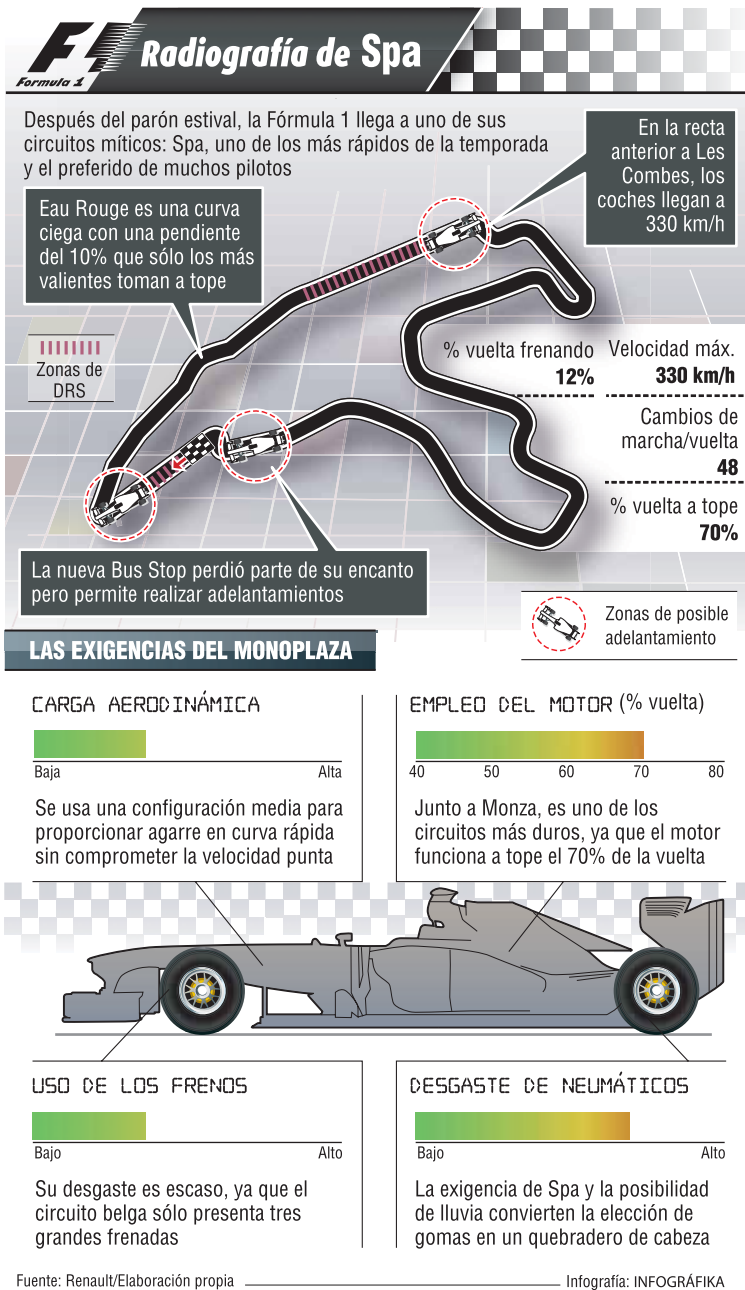 Formula 1
Radiografía de Spa
Después del parón estival, la Fórmula 1 llega a uno de sus
circuitos míticos: Spa, uno de los más rápidos de la temporada
y el preferido de muchos pilotos
En la recta
anterior a Les
Combes, los
coches llegan a
330 km/h
Eau Rouge es una curva
ciega con una pendiente
del 10% que sólo los más
valientes toman a tope
Zonas de
DRS
% vuelta frenando
12%
Velocidad máx.
330 km/h
Cambios de
marcha/vuelta
48
% vuelta a tope
70%
La nueva Bus Stop perdió parte de su encanto
pero permite realizar adelantamientos
Zonas de posible
adelantamiento
LAS EXIGENCIAS DEL MONOPLAZA
CARGA AERODINÁMICA
Baja Alta
Se usa una configuración media para
proporcionar agarre en curva rápida
sin comprometer la velocidad punta
EMPLEO DEL MOTOR (% vuelta)
40 50 60 70 80
Junto a Monza, es uno de los
circuitos más duros, ya que el motor
funciona a tope el 70% de la vuelta
USO DE LOS FRENOS
Bajo Alto
Su desgaste es escaso, ya que el
circuito belga sólo presenta tres
grandes frenadas
DESGASTE DE NEUMÁTICOS
Bajo Alto
La exigencia de Spa y la posibilidad
de lluvia convierten la elección de
gomas en un quebradero de cabeza
Fuente: Renault/Elaboración propia
Infografía: INFOGRÁFIKA